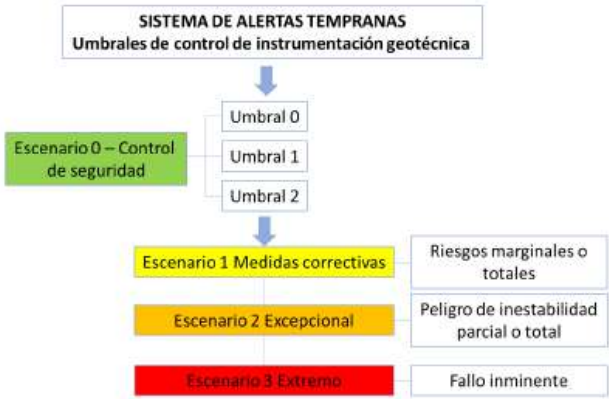 SISTEMA DE ALERTAS TEMPRANAS
Umbrales de control de instrumentación geotécnica
Umbral 0
Escenario 0 – Control
de seguridad
Umbral 1
Umbral 2
Escenario 1 Medidas correctivas
Riesgos marginales o
totales
Escenario 2 Excepcional
Peligro de inestabilidad
parcial o total
Escenario 3 Extremo
Fallo inminente